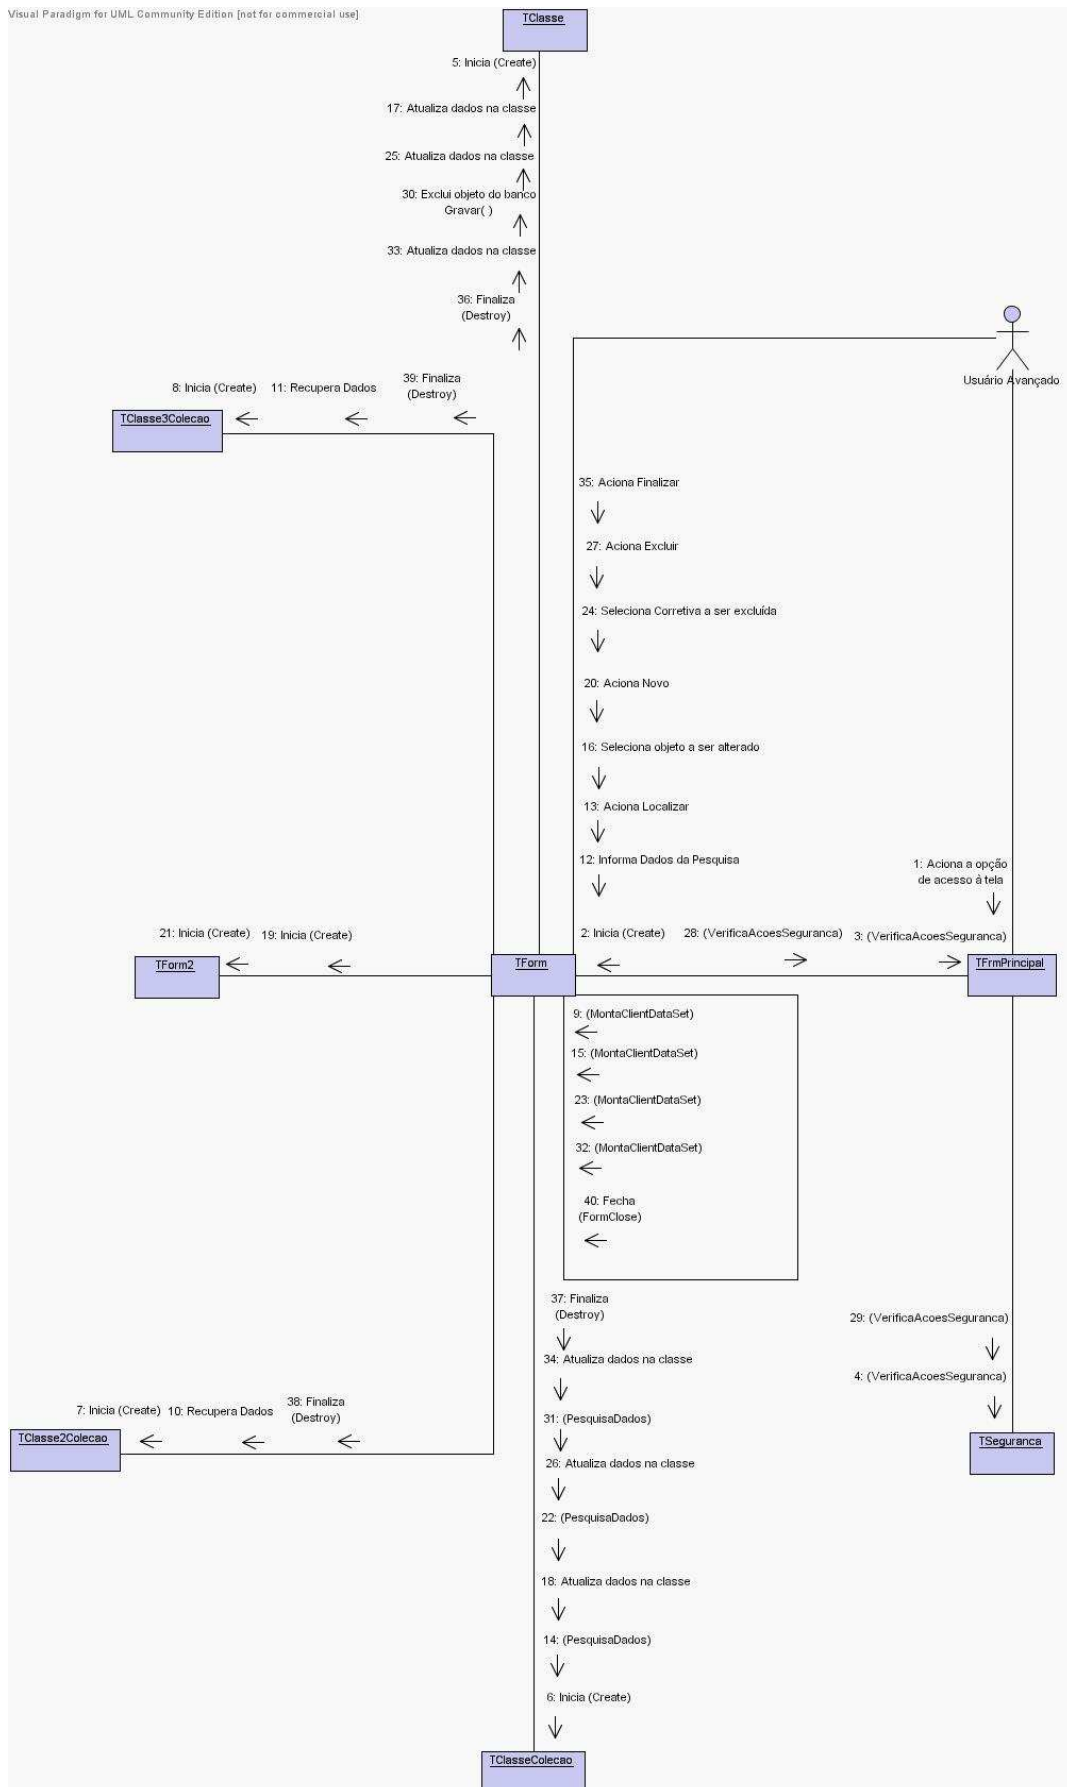 Visual Paradigm for UML Community Edition [not for commercial use]
TClasse
5: Inicia (Create)
17: Atualiza dados na classe
25: Atualiza dados na classe
30: Exclui objeto do banco
Gravar( )
33: Atualiza dados na classe
36: Finaliza
(Destroy)
Usuário Avançado
8: Inicia (Create)
11: Recupera Dados
39: Finaliza
(Destroy)
TClasse3Colecao
35: Aciona Finalizar
27: Aciona Excluir
24: Seleciona Corretiva a ser excluída
20: Aciona Novo
16: Seleciona objeto a ser alterado
13: Aciona Localizar
12: Informa Dados da Pesquisa
1: Aciona a opção
de acesso à tela
21: Inicia (Create)
19: Inicia (Create)
2: Inicia (Create)
28: (VerificaAcoesSeguranca)
3: (VerificaAcoesSeguranca)
TForm2
TForm
TFrmPrincipal
9: (MontaClientDataSet)
15: (MontaClientDataSet)
23: (MontaClientDataSet)
32: (MontaClientDataSet)
40: Fecha
(FormClose)
37: Finaliza
(Destroy)
29: (VerificaAcoesSeguranca)
34: Atualiza dados na classe
4: (VerificaAcoesSeguranca)
7: Inicia (Create)
10: Recupera Dados
38: Finaliza
(Destroy)
31: (PesquisaDados)
TClasse2Colecao
TSeguranca
26: Atualiza dados na classe
22: (PesquisaDados)
18: Atualiza dados na classe
14: (PesquisaDados)
6: Inicia (Create)
TClasseColecao